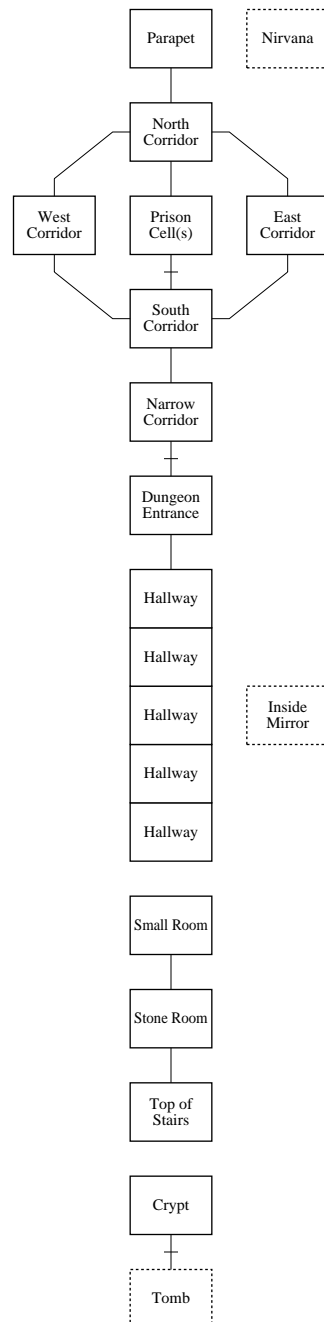 Parapet
Nirvana
North
Corridor
West
Corridor
Prison
Cell(s)
East
Corridor
South
Corridor
Narrow
Corridor
Dungeon
Entrance
Hallway
Hallway
Hallway
Inside
Mirror
Hallway
Hallway
Small Room
Stone Room
Top of
Stairs
Crypt
Tomb